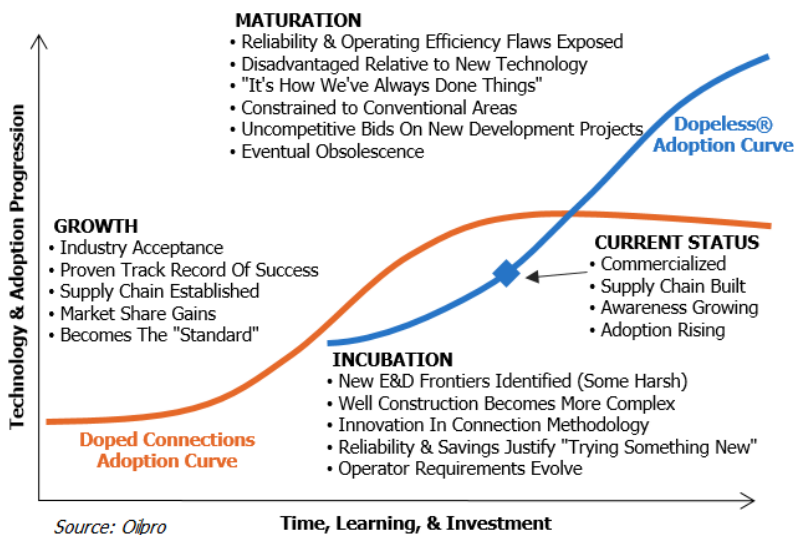 MATURATION
• Reliability & Operating Efficiency Flaws Exposed
• Disadvantaged Relative to New Technology
• "It's How We've Always Done Things"
• Constrained to Conventional Areas
• Uncompetitive Bids On New Development Projects
• Eventual Obsolescence
Dopeless®
Adoption Curve
Technology & Adoption Progression
GROWTH
• Industry Acceptance
• Proven Track Record Of Success
• Supply Chain Established
• Market Share Gains
• Becomes The "Standard"
CURRENT STATUS
• Commercialized
• Supply Chain Built
• Awareness Growing
• Adoption Rising
INCUBATION
• New E&D Frontiers Identified (Some Harsh)
• Well Construction Becomes More Complex
• Innovation In Connection Methodology
• Reliability & Savings Justify "Trying Something New"
• Operator Requirements Evolve
Doped Connections
Adoption Curve
Source: Oilpro
Time, Learning, & Investment